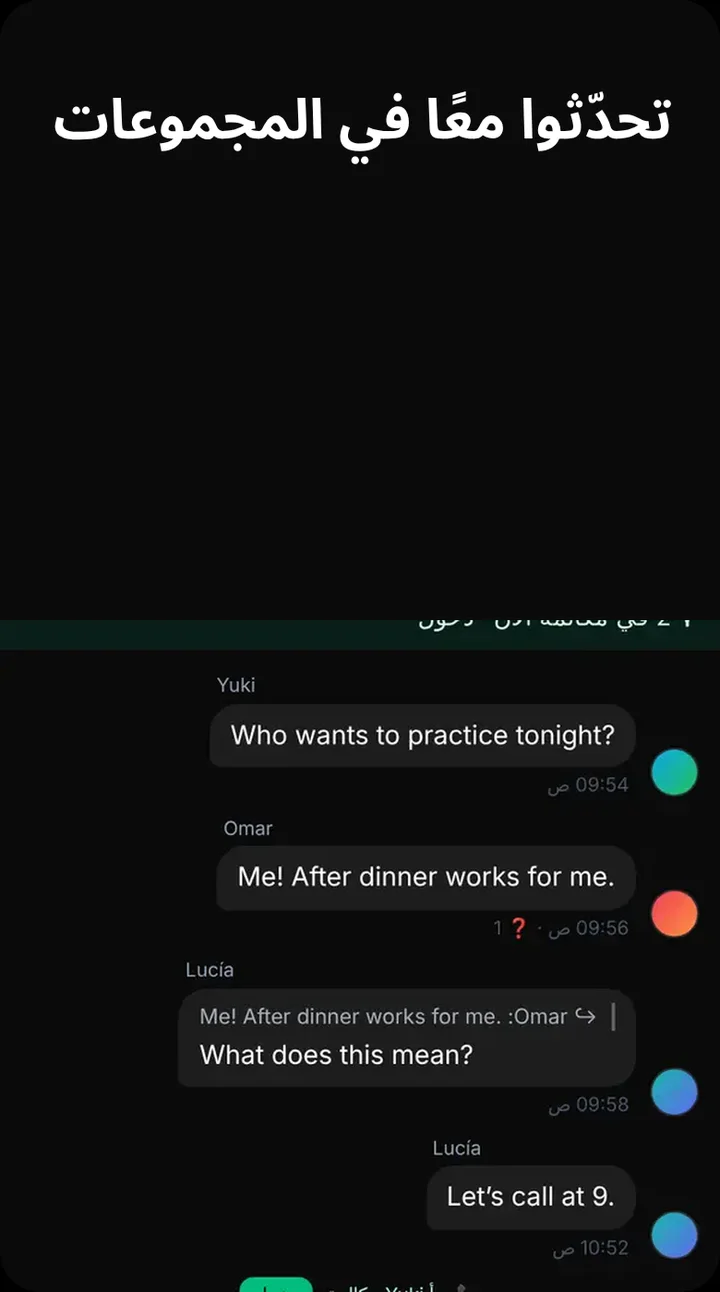 تحدّثوا معًا في المجموعات
Yuki
Who wants to practice tonight?
09:54 ص
Omar
Me! After dinner works for me.
09:56 ص · ❓ 1
Lucía
Me! After dinner works for me. :Omar ↪
What does this mean?
09:58 ص
Lucía
Let’s call at 9.
10:52 ص